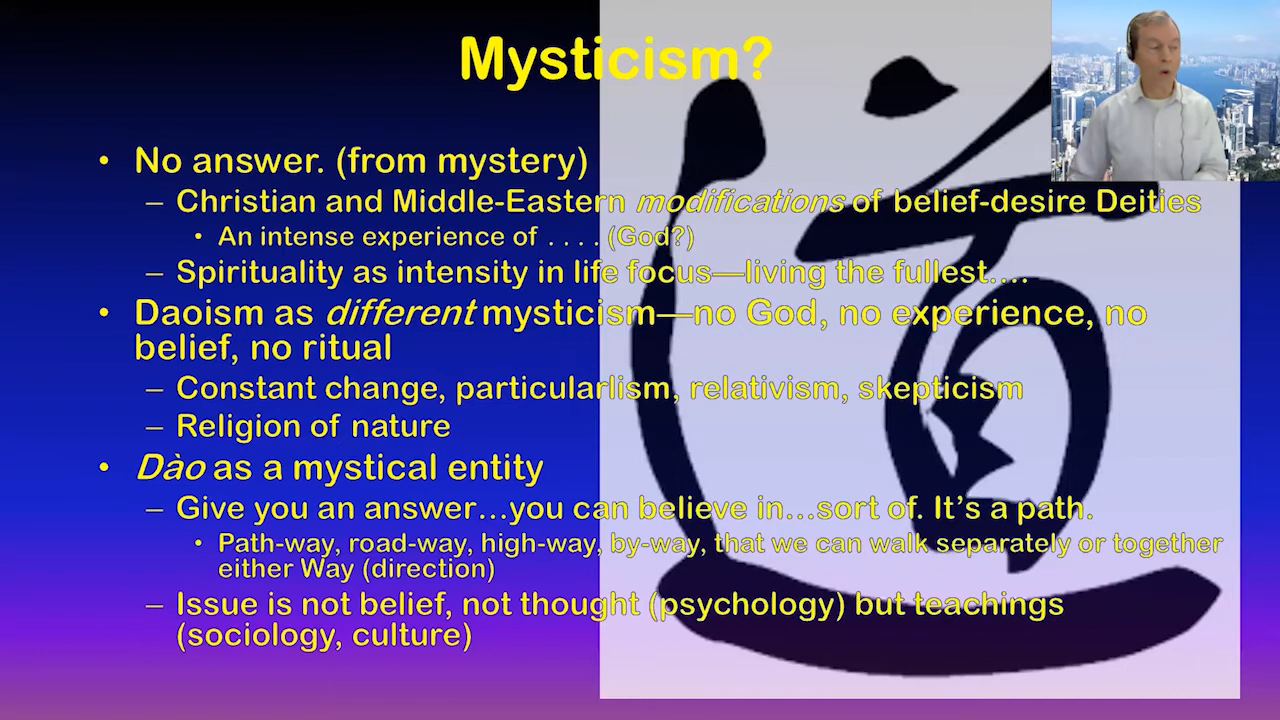 Mysticism?
• No answer. (from mystery)
– Christian and Middle-Eastern modifications of belief-desire Deities
• An intense experience of . . . . (God?)
– Spirituality as intensity in life focus—living the fullest....
• Daoism as different mysticism—no God, no experience, no
belief, no ritual
– Constant change, particularlism, relativism, skepticism
– Religion of nature
• Dào as a mystical entity
– Give you an answer...you can believe in...sort of. It's a path.
• Path-way, road-way, high-way, by-way, that we can walk separately or together
either Way (direction)
– Issue is not belief, not thought (psychology) but teachings
(sociology, culture)
道